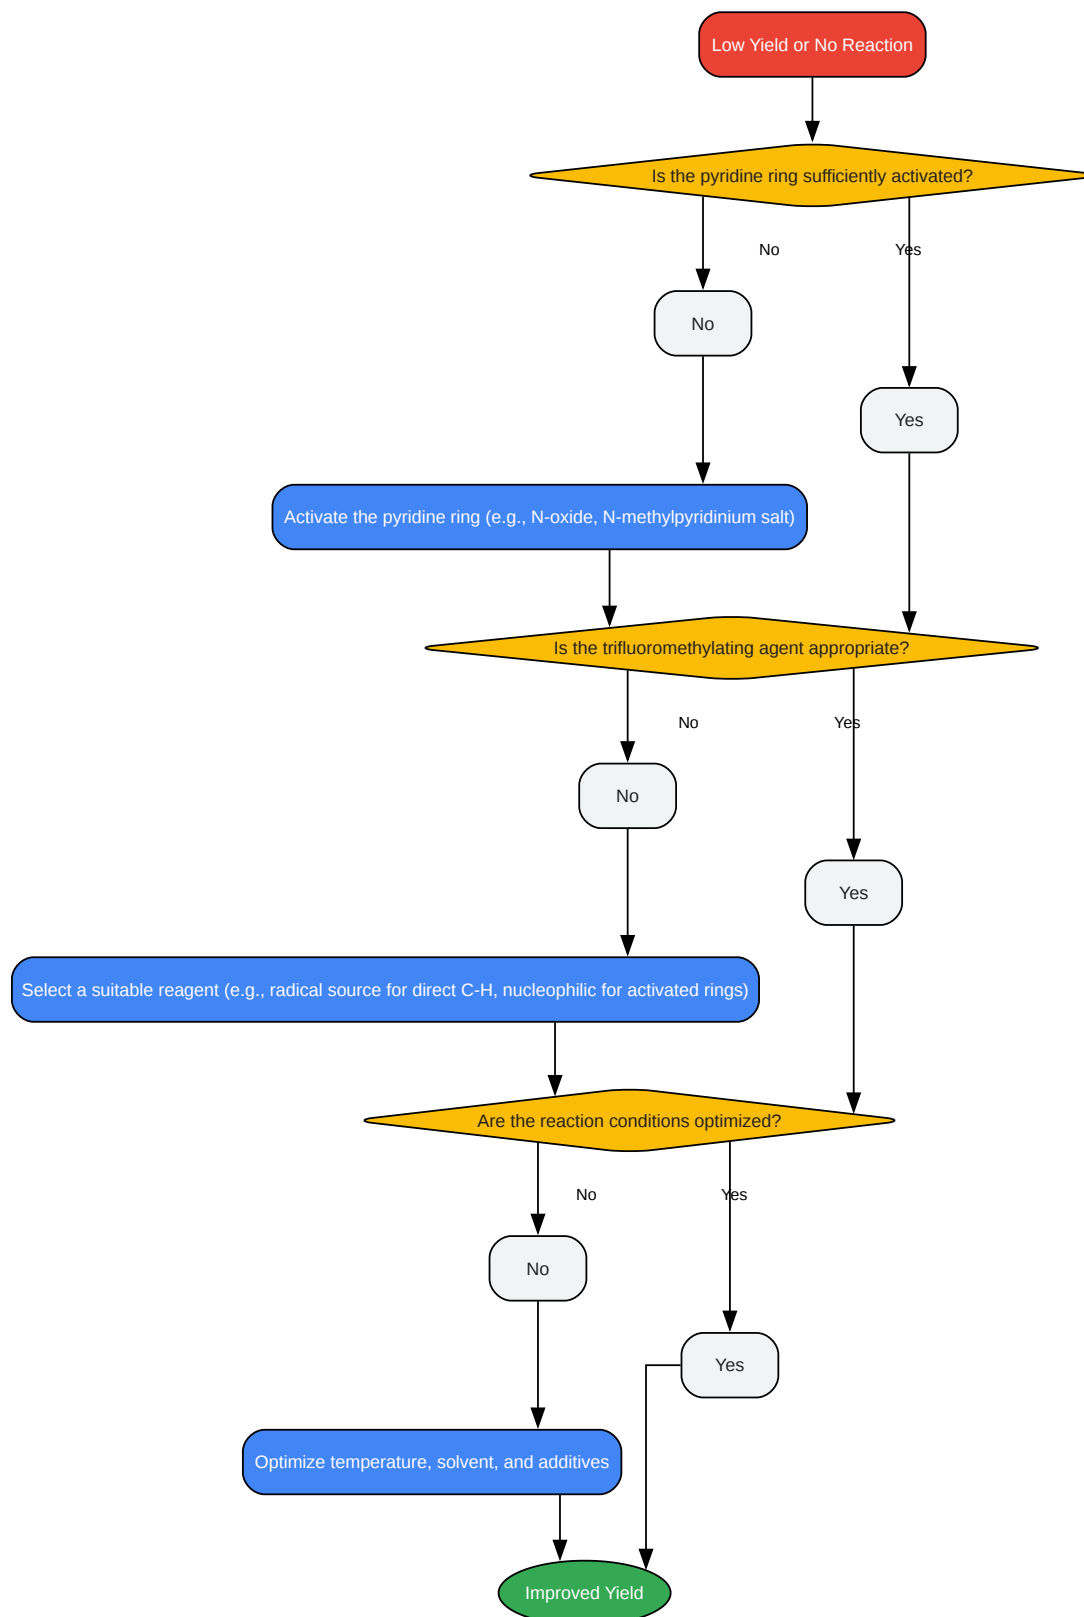 Low Yield or No Reaction
Is the pyridine ring sufficiently activated?
No
Yes
No
Yes
Activate the pyridine ring (e.g., N-oxide, N-methylpyridinium salt)
Is the trifluoromethylating agent appropriate?
No
Yes
No
Yes
Select a suitable reagent (e.g., radical source for direct C-H, nucleophilic for activated rings)
Are the reaction conditions optimized?
No
Yes
No
Yes
Optimize temperature, solvent, and additives
Improved Yield